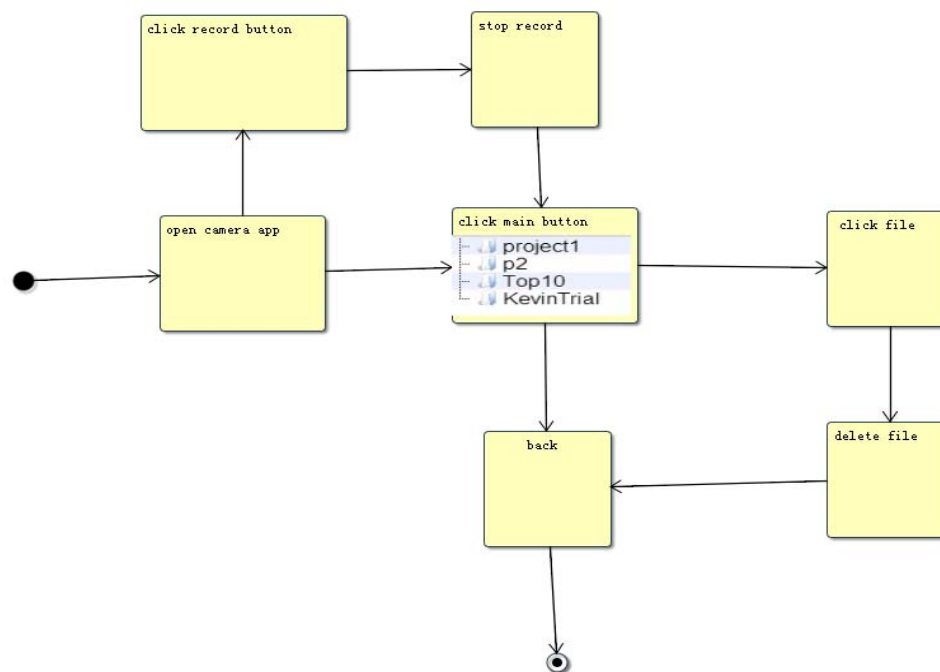 click record button
stop record
open camera app
click main button
project1
p2
Top10
KevinTrial
click file
back
delete file